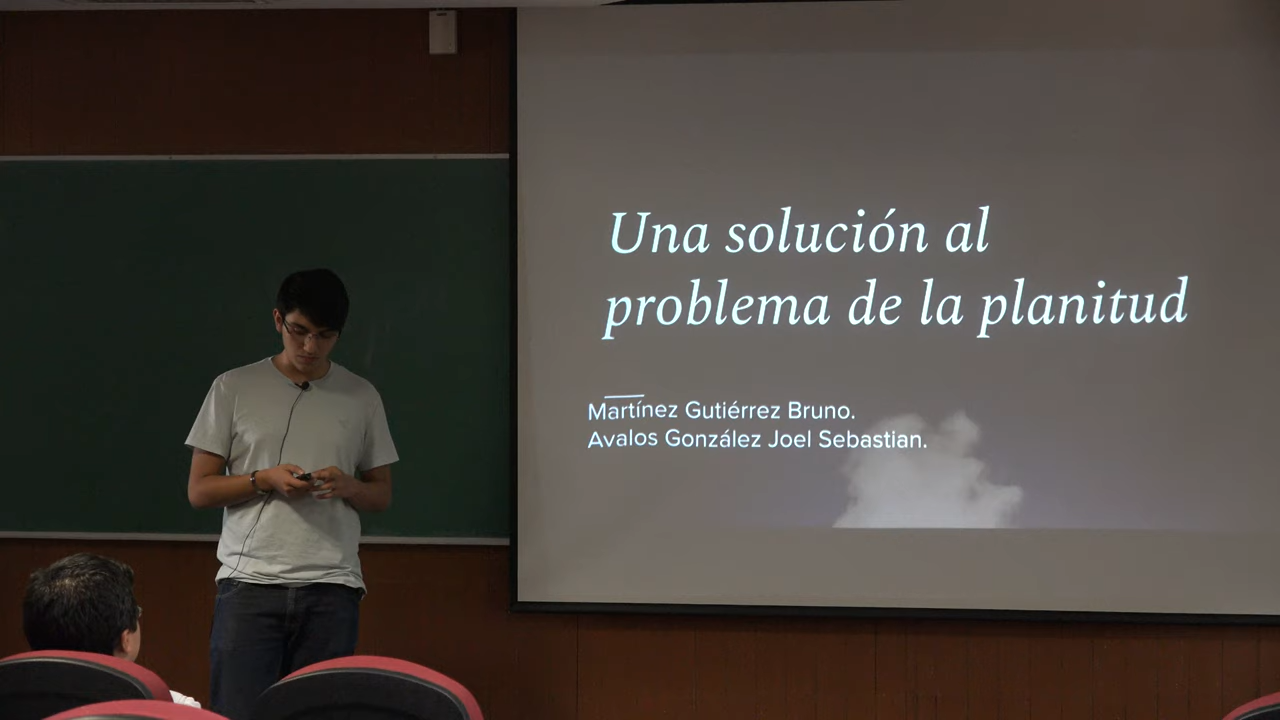 Una solución al
problema de la planitud
Martínez Gutiérrez Bruno.
Avalos González Joel Sebastian.